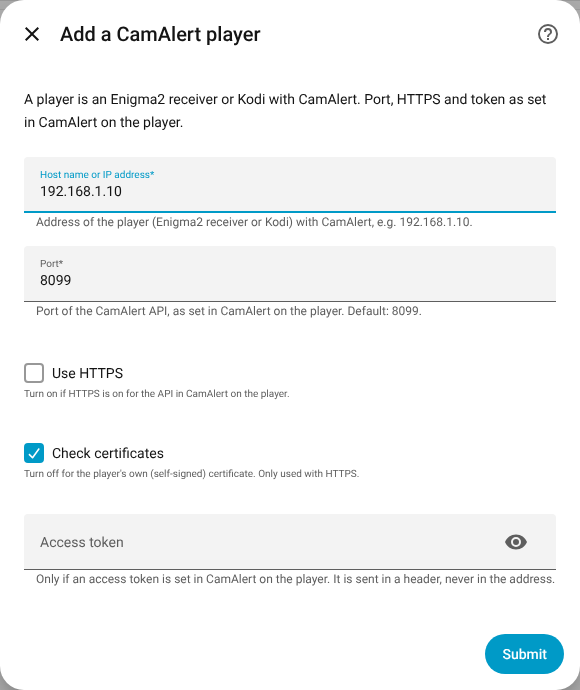 Add a CamAlert player
A player is an Enigma2 receiver or Kodi with CamAlert. Port, HTTPS and token as set
in CamAlert on the player.
Host name or IP address*
192.168.1.10
Address of the player (Enigma2 receiver or Kodi) with CamAlert, e.g. 192.168.1.10.
Port*
8099
Port of the CamAlert API, as set in CamAlert on the player. Default: 8099.
Use HTTPS
Turn on if HTTPS is on for the API in CamAlert on the player.
Check certificates
Turn off for the player's own (self-signed) certificate. Only used with HTTPS.
Access token
Only if an access token is set in CamAlert on the player. It is sent in a header, never in the address.
Submit